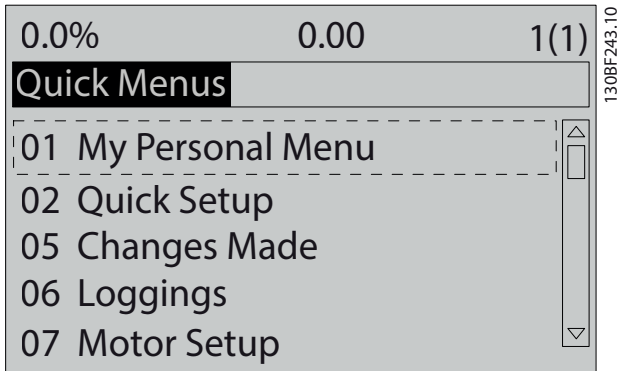 0.0% 0.00 1(1)
Quick Menus
01 My Personal Menu
02 Quick Setup
05 Changes Made
06 Loggings
07 Motor Setup
130BF243.10